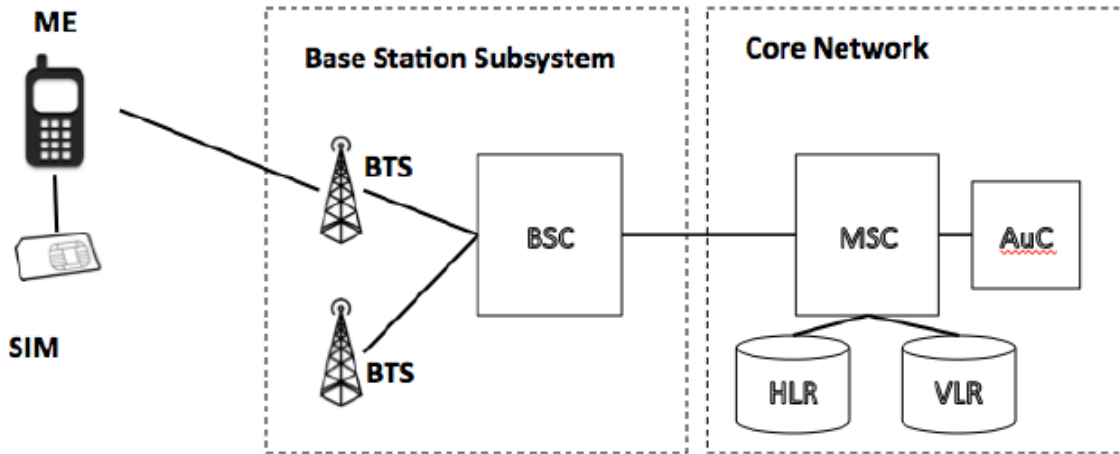 ME
Base Station Subsystem
Core Network
BTS
BSC
MSC
AuC
SIM
BTS
HLR
VLR